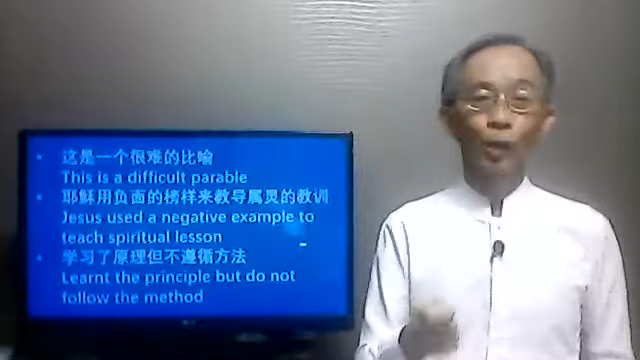 这是一个很难的比喻
This is a difficult parable
耶稣用负面的榜样来教导属灵的教训
Jesus used a negative example to
teach spiritual lesson
学习了原理但不遵循方法
Learnt the principle but do not
follow the method